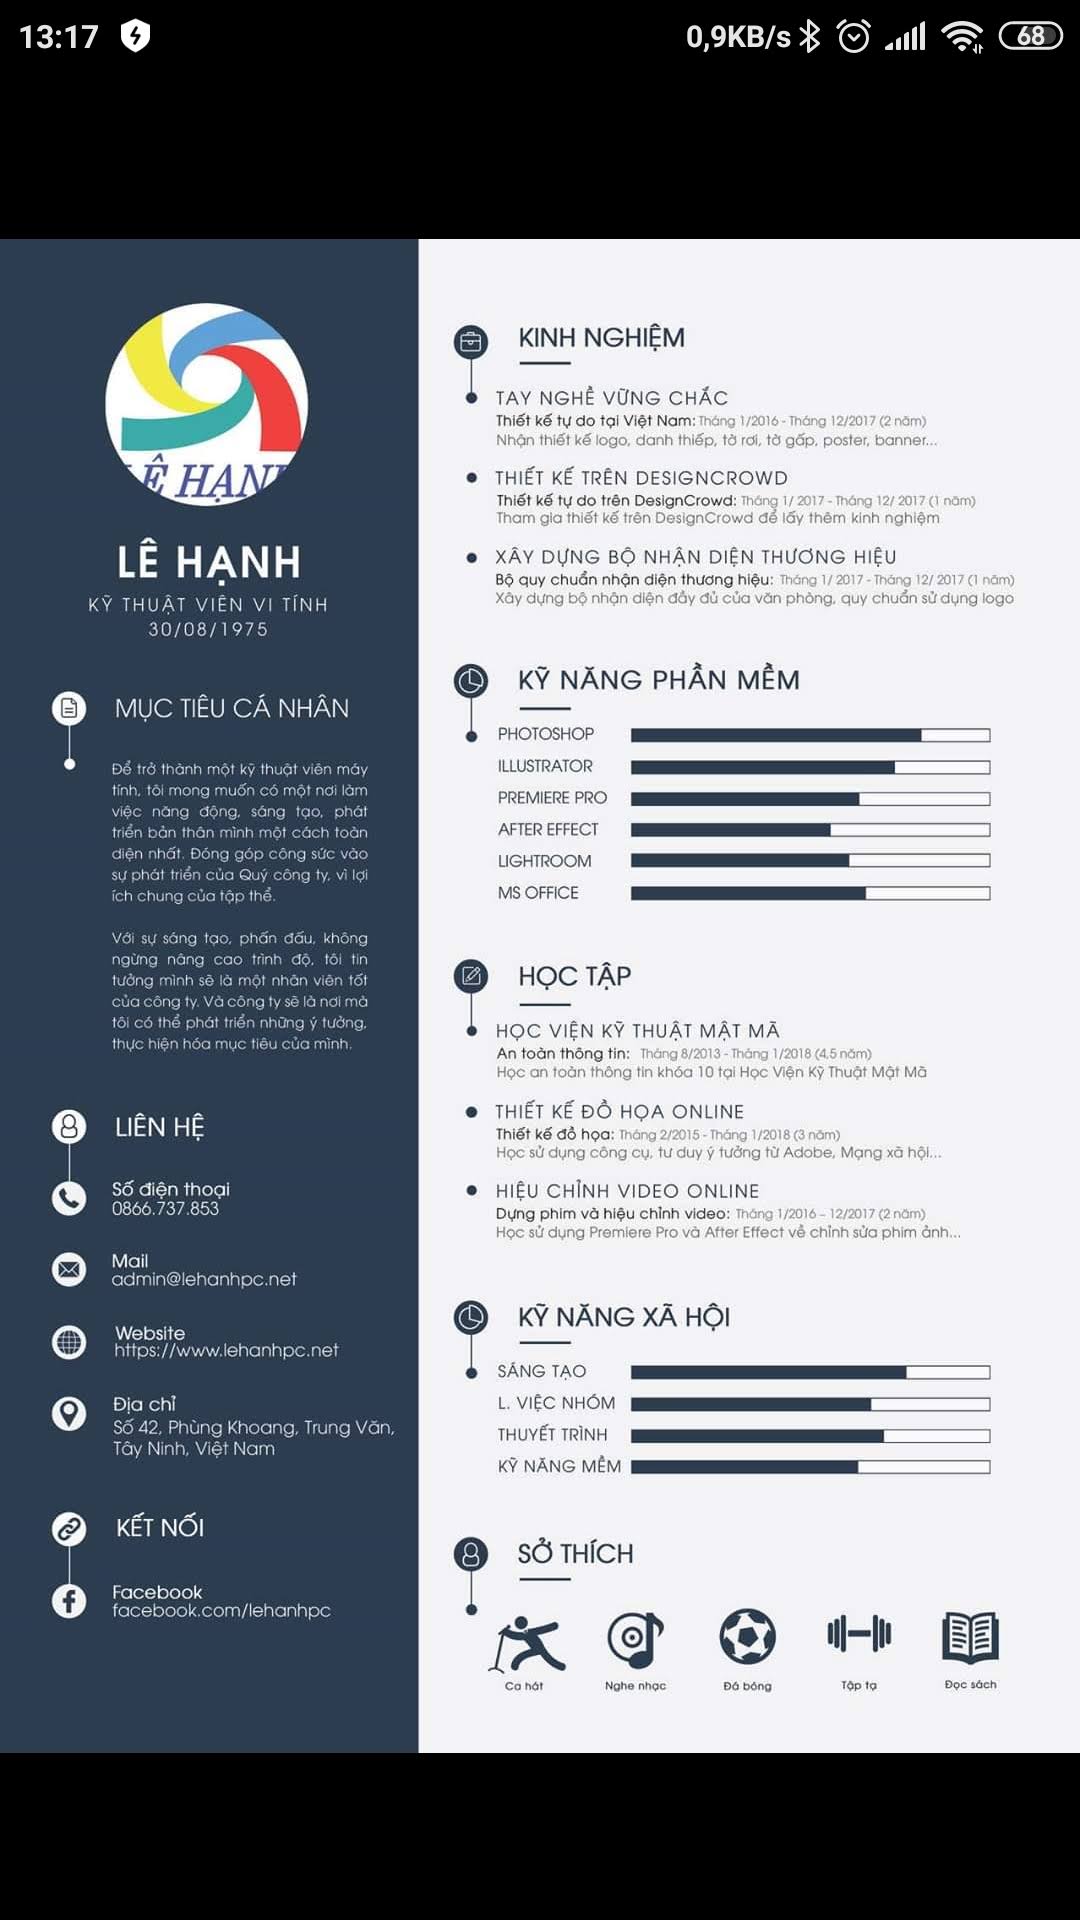 13:17
0,9KB/s
68
LÊ HẠNH
LÊ HẠNH
KỸ THUẬT VIÊN VI TÍNH
30/08/1975
MỤC TIÊU CÁ NHÂN
Để trở thành một kỹ thuật viên máy
tính, tôi mong muốn có một nơi làm
việc năng động, sáng tạo, phát
triển bản thân mình một cách toàn
diện nhất. Đóng góp công sức vào
sự phát triển của Quý công ty, vì lợi
ích chung của tập thể.
Với sự sáng tạo, phấn đấu, không
ngừng nâng cao trình độ, tôi tin
tưởng mình sẽ là một nhân viên tốt
của công ty. Và công ty sẽ là nơi mà
tôi có thể phát triển những ý tưởng,
thực hiện hóa mục tiêu của mình.
LIÊN HỆ
Số điện thoại
0866.737.853
Mail
admin@lehanhpc.net
Website
https://www.lehanhpc.net
Địa chỉ
Số 42, Phùng Khoang, Trung Văn,
Tây Ninh, Việt Nam
KẾT NỐI
Facebook
facebook.com/lehanhpc
KINH NGHIỆM
TAY NGHỀ VỮNG CHẮC
Thiết kế tự do tại Việt Nam: Tháng 1/2016 - Tháng 12/2017 (2 năm)
Nhận thiết kế logo, danh thiếp, tờ rơi, tờ gấp, poster, banner...
THIẾT KẾ TRÊN DESIGNCROWD
Thiết kế tự do trên DesignCrowd: Tháng 1/ 2017 - Tháng 12/ 2017 (1 năm)
Tham gia thiết kế trên DesignCrowd để lấy thêm kinh nghiệm
XÂY DỰNG BỘ NHẬN DIỆN THƯƠNG HIỆU
Bộ quy chuẩn nhận diện thương hiệu: Tháng 1/ 2017 - Tháng 12/ 2017 (1 năm)
Xây dựng bộ nhận diện đầy đủ của văn phòng, quy chuẩn sử dụng logo
KỸ NĂNG PHẦN MỀM
PHOTOSHOP
ILLUSTRATOR
PREMIERE PRO
AFTER EFFECT
LIGHTROOM
MS OFFICE
HỌC TẬP
HỌC VIỆN KỸ THUẬT MẬT MÃ
An toàn thông tin: Tháng 8/2013 - Tháng 1/2018 (4,5 năm)
Học an toàn thông tin khóa 10 tại Học Viện Kỹ Thuật Mật Mã
THIẾT KẾ ĐỒ HỌA ONLINE
Thiết kế đồ họa: Tháng 2/2015 - Tháng 1/2018 (3 năm)
Học sử dụng công cụ, tư duy ý tưởng từ Adobe, Mạng xã hội...
HIỆU CHỈNH VIDEO ONLINE
Dựng phim và hiệu chỉnh video: Tháng 1/2016 – 12/2017 (2 năm)
Học sử dụng Premiere Pro và After Effect về chỉnh sửa phim ảnh...
KỸ NĂNG XÃ HỘI
SÁNG TẠO
L. VIỆC NHÓM
THUYẾT TRÌNH
KỸ NĂNG MỀM
SỞ THÍCH
Ca hát
Nghe nhạc
Đá bóng
Tập tạ
Đọc sách